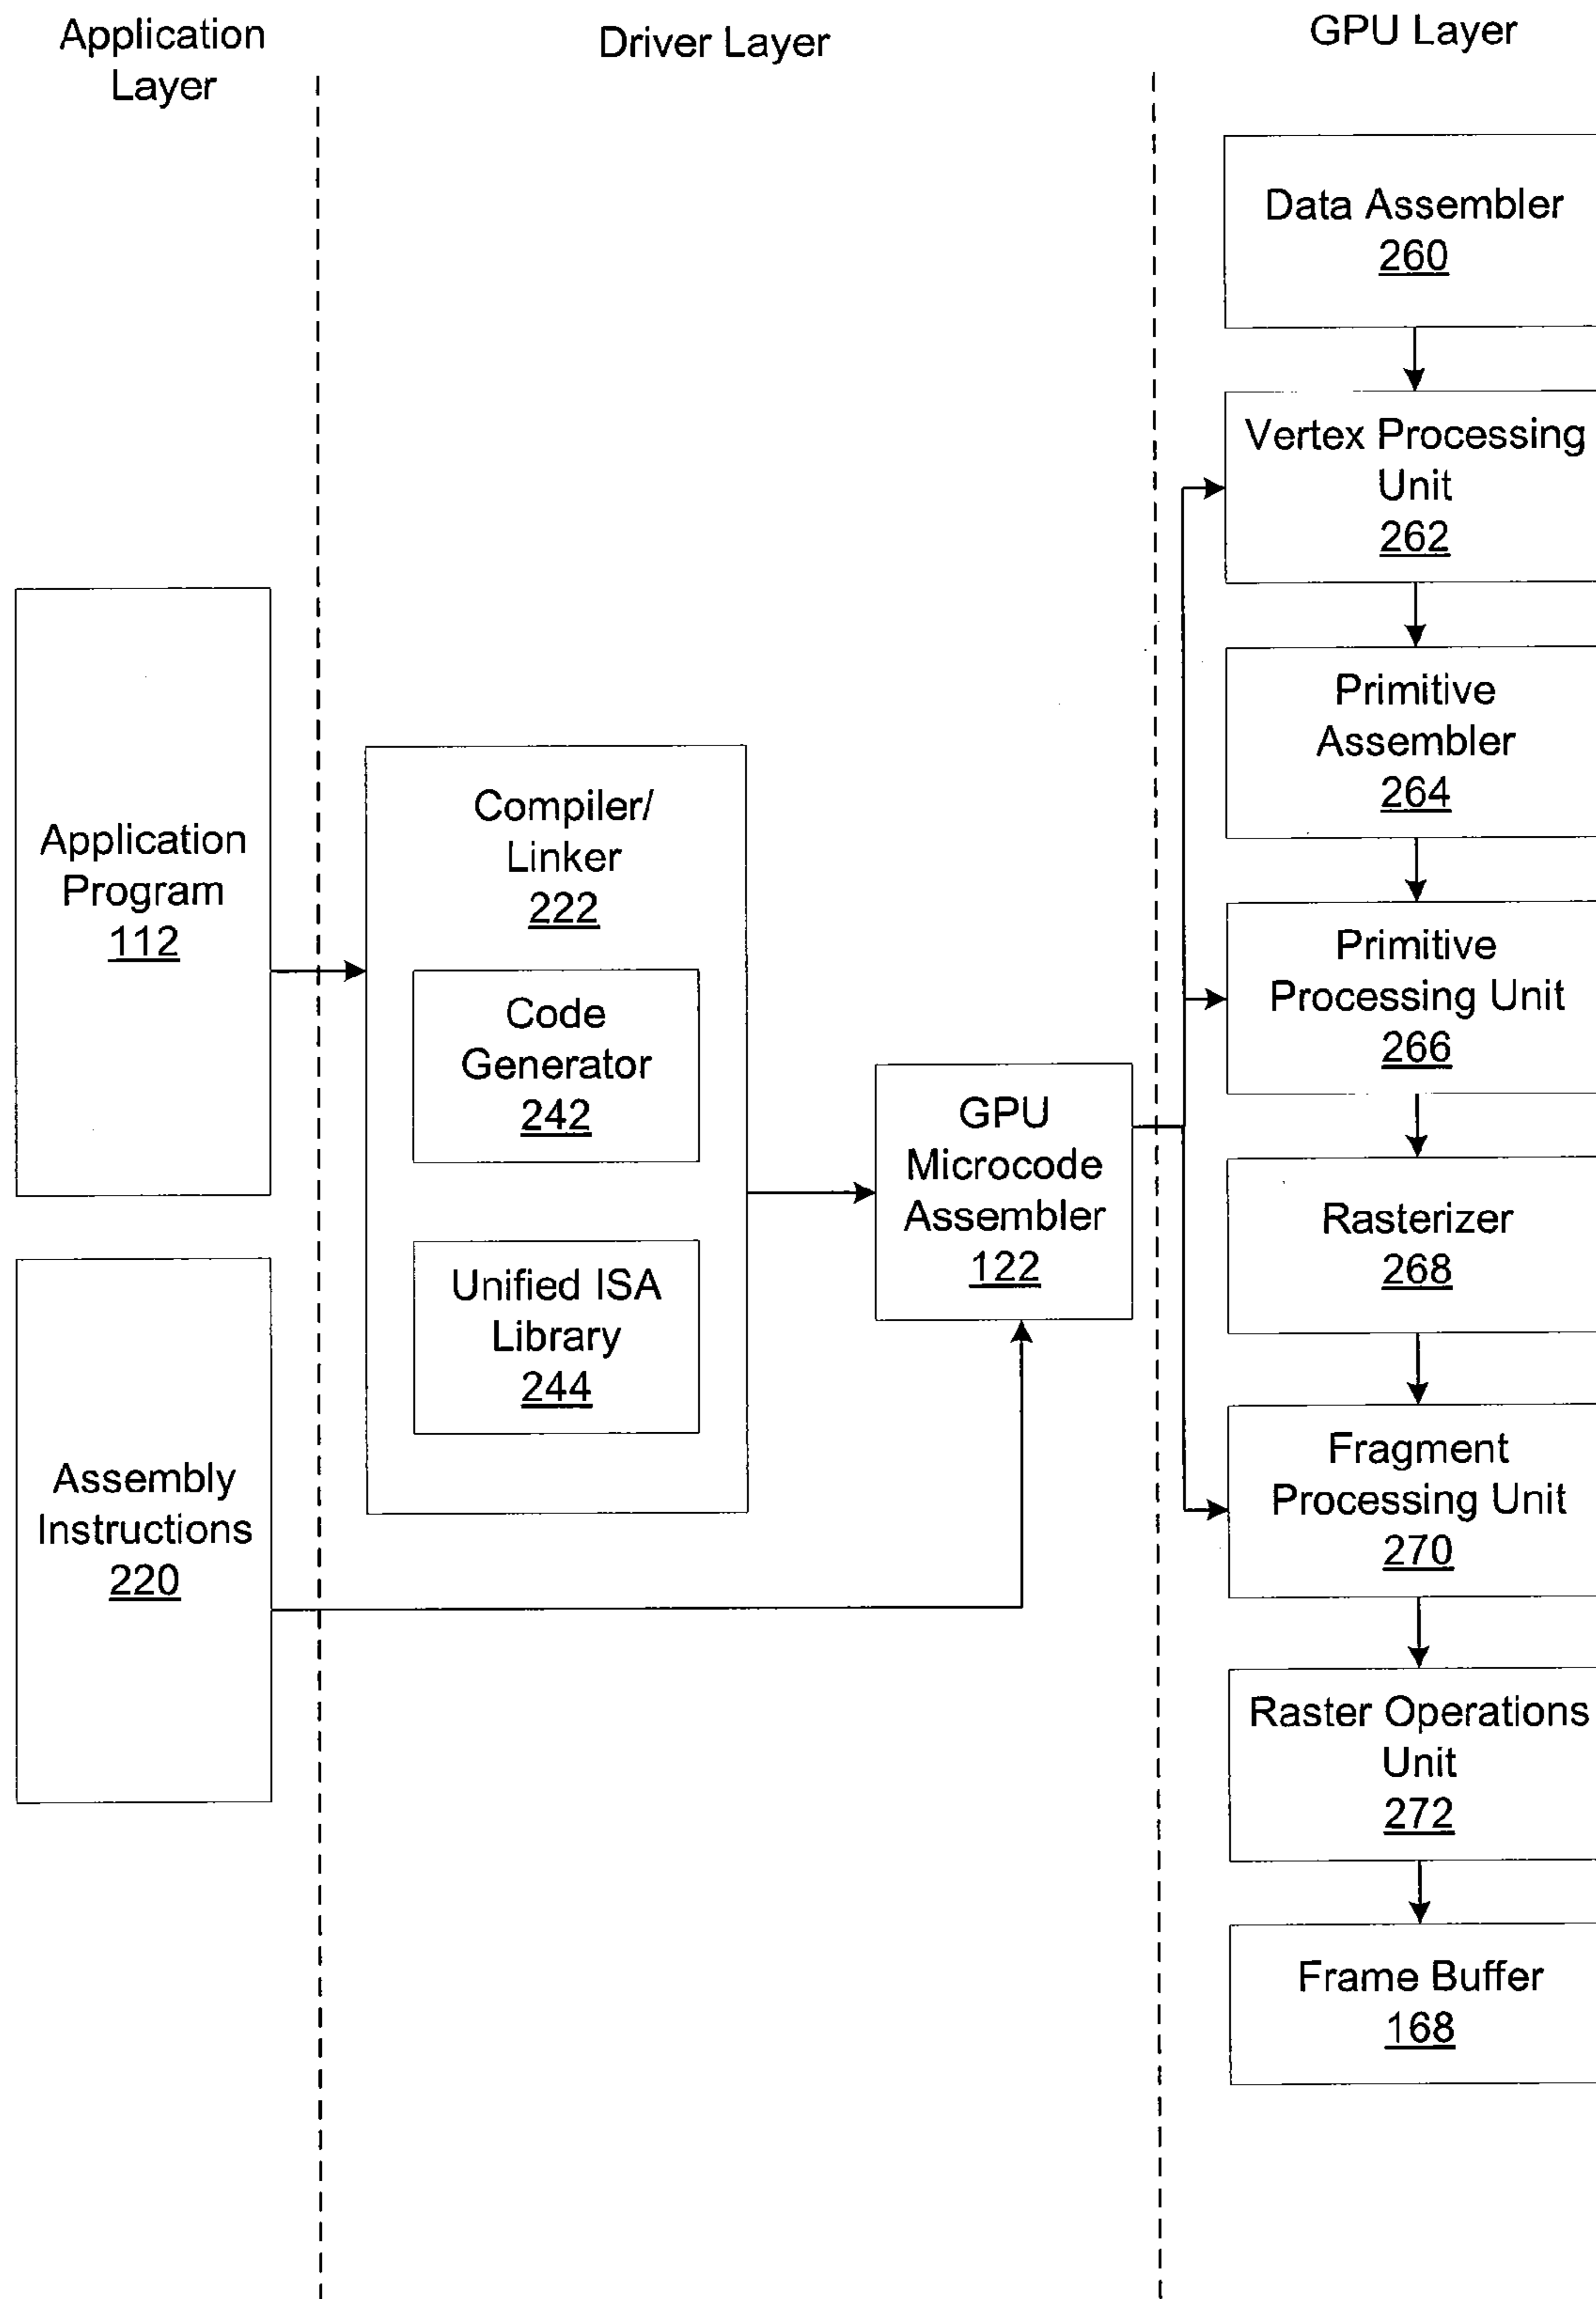 Application
Layer
Driver Layer
GPU Layer
Application
Program
112
Assembly
Instructions
220
Compiler/
Linker
222
Code
Generator
242
Unified ISA
Library
244
GPU
Microcode
Assembler
122
Data Assembler
260
Vertex Processing
Unit
262
Primitive
Assembler
264
Primitive
Processing Unit
266
Rasterizer
268
Fragment
Processing Unit
270
Raster Operations
Unit
272
Frame Buffer
168